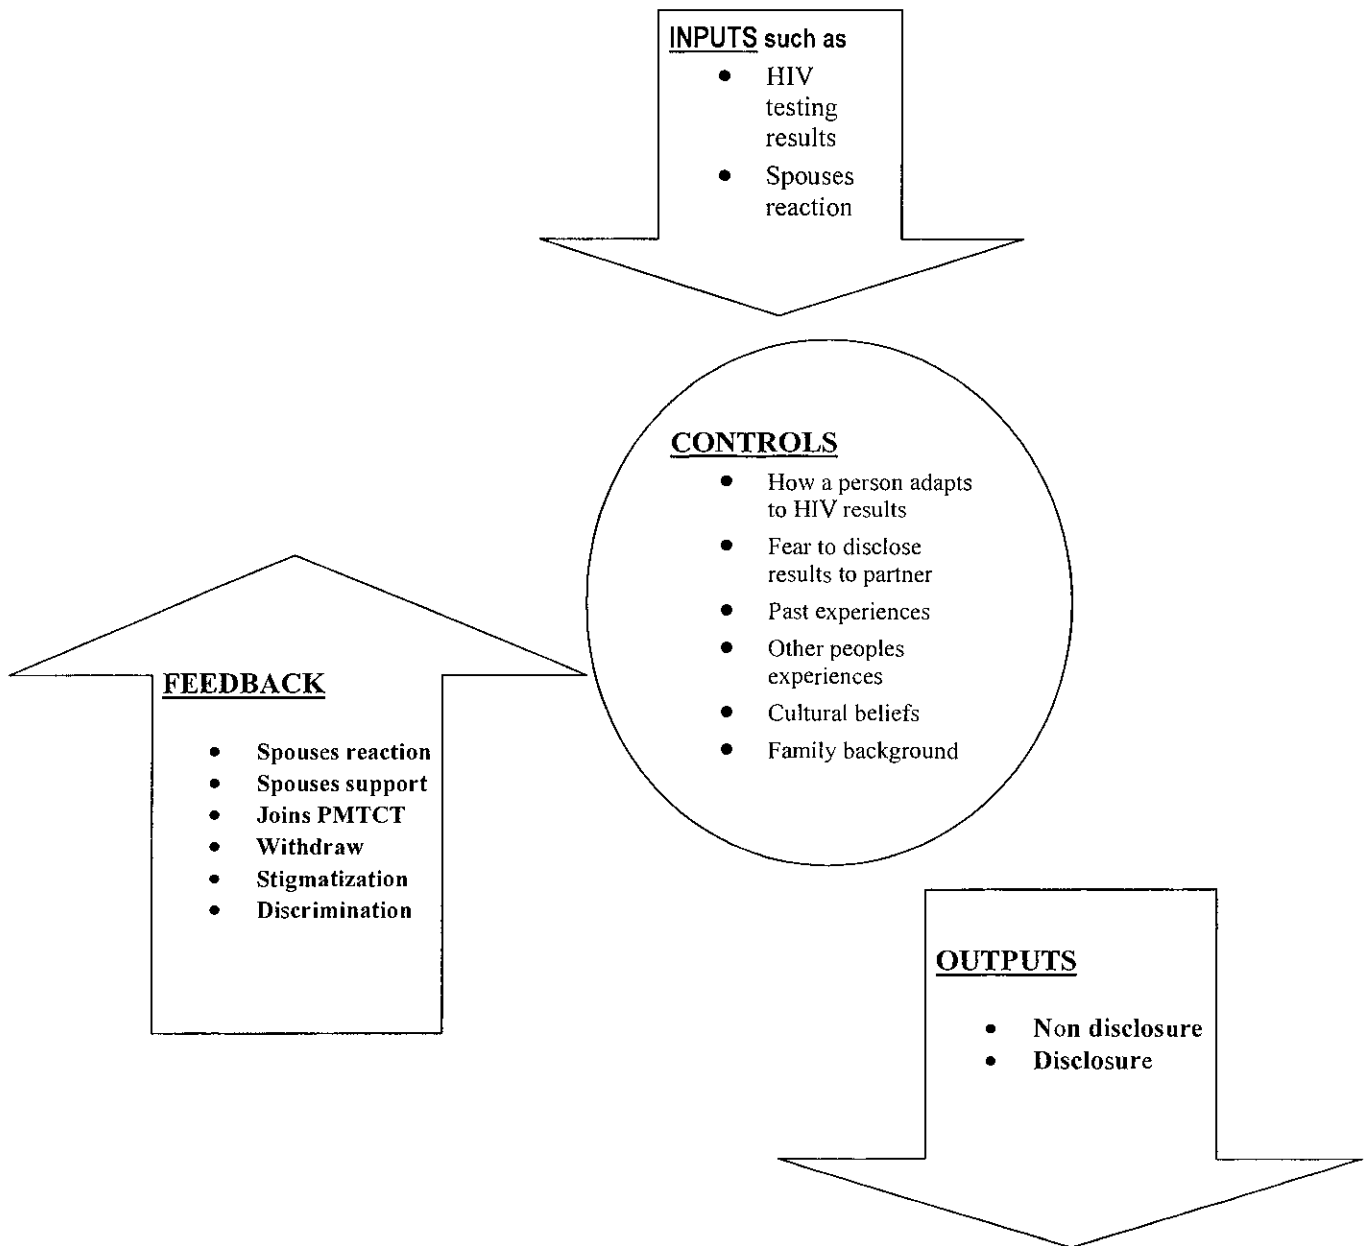 INPUTS such as
• HIV
testing
results
• Spouses
reaction
CONTROLS
• How a person adapts
to HIV results
• Fear to disclose
results to partner
• Past experiences
• Other peoples
experiences
• Cultural beliefs
• Family background
FEEDBACK
• Spouses reaction
• Spouses support
• Joins PMTCT
• Withdraw
• Stigmatization
• Discrimination
OUTPUTS
• Non disclosure
• Disclosure